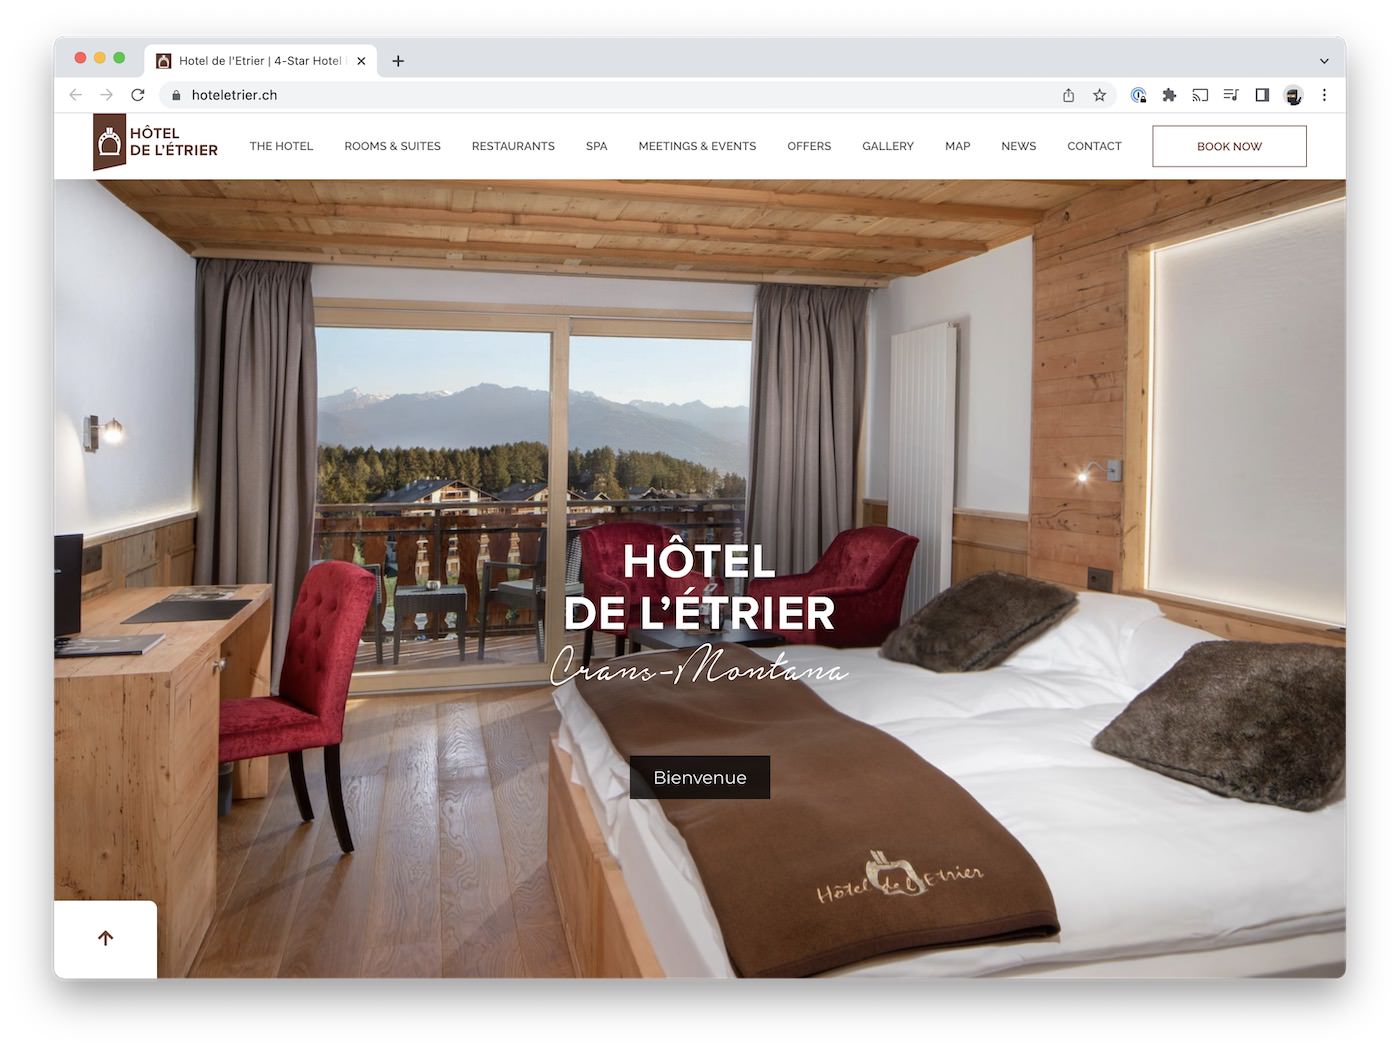 Hotel de l'Etrier | 4-Star Hotel
hoteletrier.ch
HÔTEL
DE L'ÉTRIER
THE HOTEL
ROOMS & SUITES
RESTAURANTS
SPA
MEETINGS & EVENTS
OFFERS
GALLERY
MAP
NEWS
CONTACT
BOOK NOW
HÔTEL
DE L'ÉTRIER
Crans-Montana
Bienvenue
Hôtel de l'Etrier